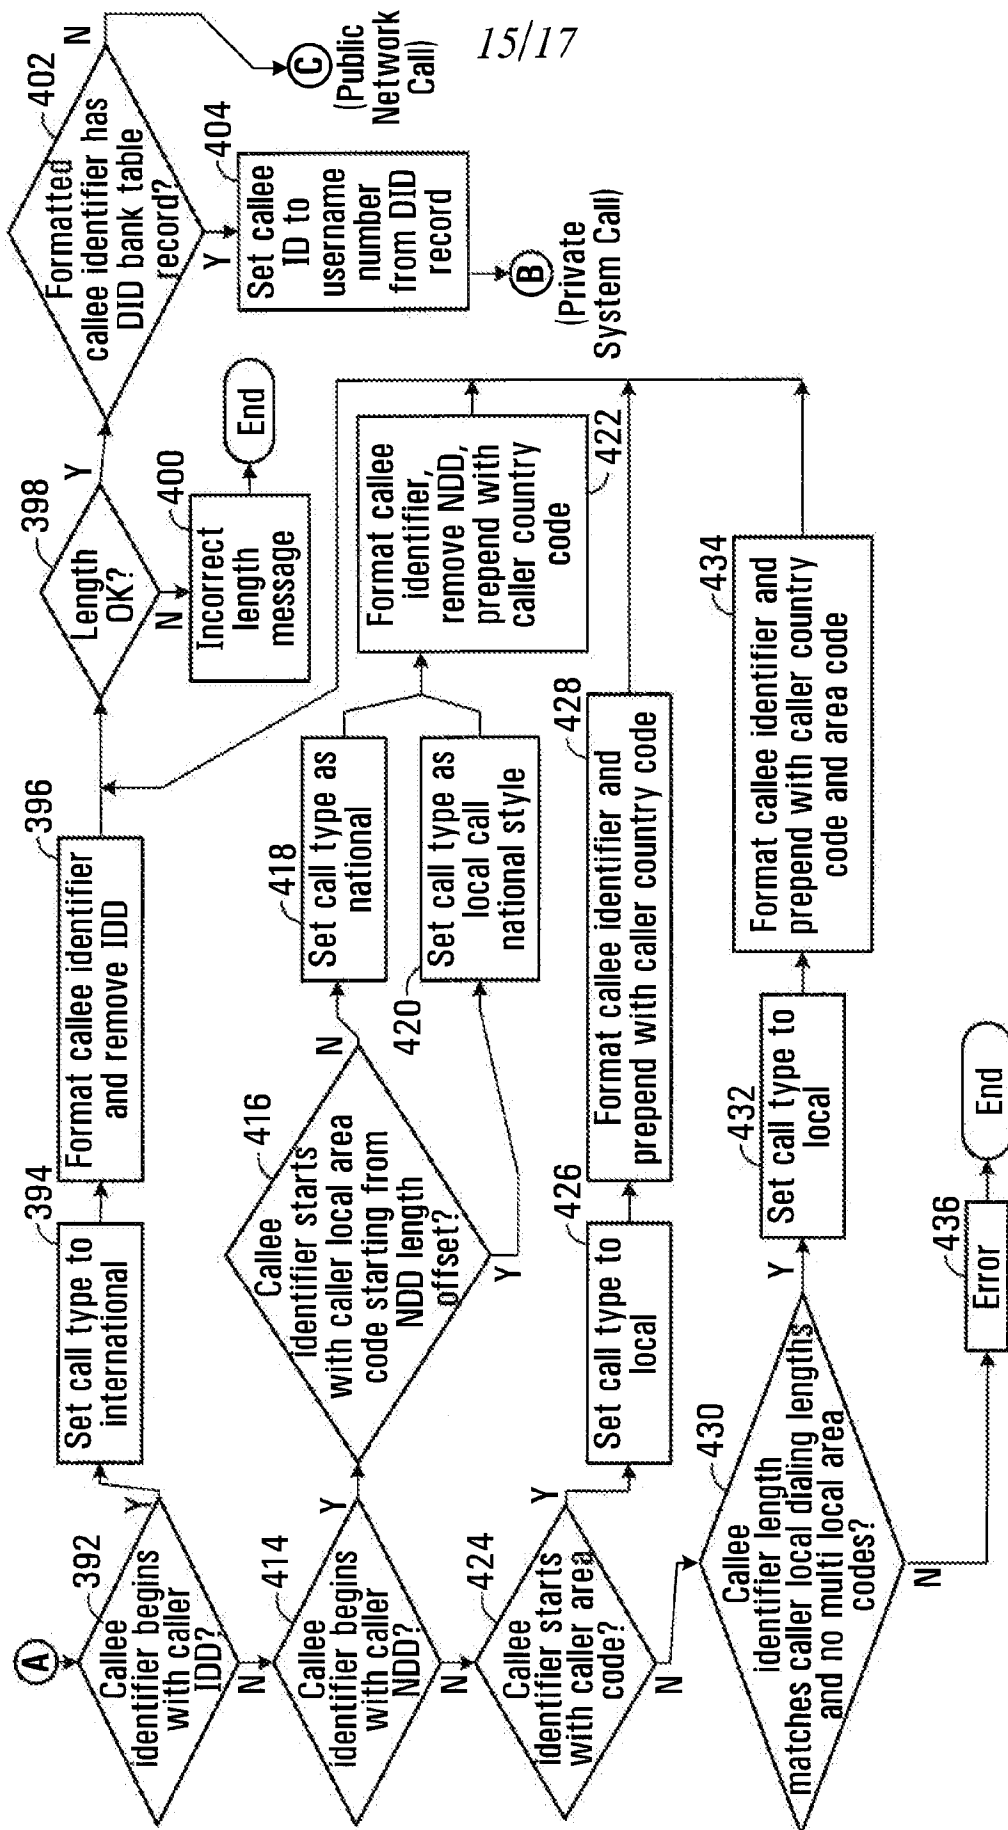 15/17
A
392
Callee
identifier begins
with caller
IDD?
Y
N
394
Set call type to
international
396
Format callee identifier
and remove IDD
398
Length
OK?
Y
N
400
Incorrect
length
message
End
402
Formatted
callee identifier has
DID bank table
record?
N
Y
C
(Public
Network
Call)
404
Set callee
ID to
username
number
from DID
record
B
(Private
System Call)
414
Callee
identifier begins
with caller
NDD?
Y
N
416
Callee
identifier starts
with caller local area
code starting from
NDD length
offset?
N
Y
418
Set call type as
national
420
Set call type as
local call
national style
Format callee
identifier,
remove NDD,
prepend with
caller country
code
422
424
Callee
identifier starts
with caller area
code?
Y
N
426
Set call type to
local
428
Format callee identifier and
prepend with caller country code
430
Callee
identifier length
matches caller local dialing lengths
and no multi local area
codes?
Y
N
432
Set call type to
local
434
Format callee identifier and
prepend with caller country
code and area code
436
Error
End